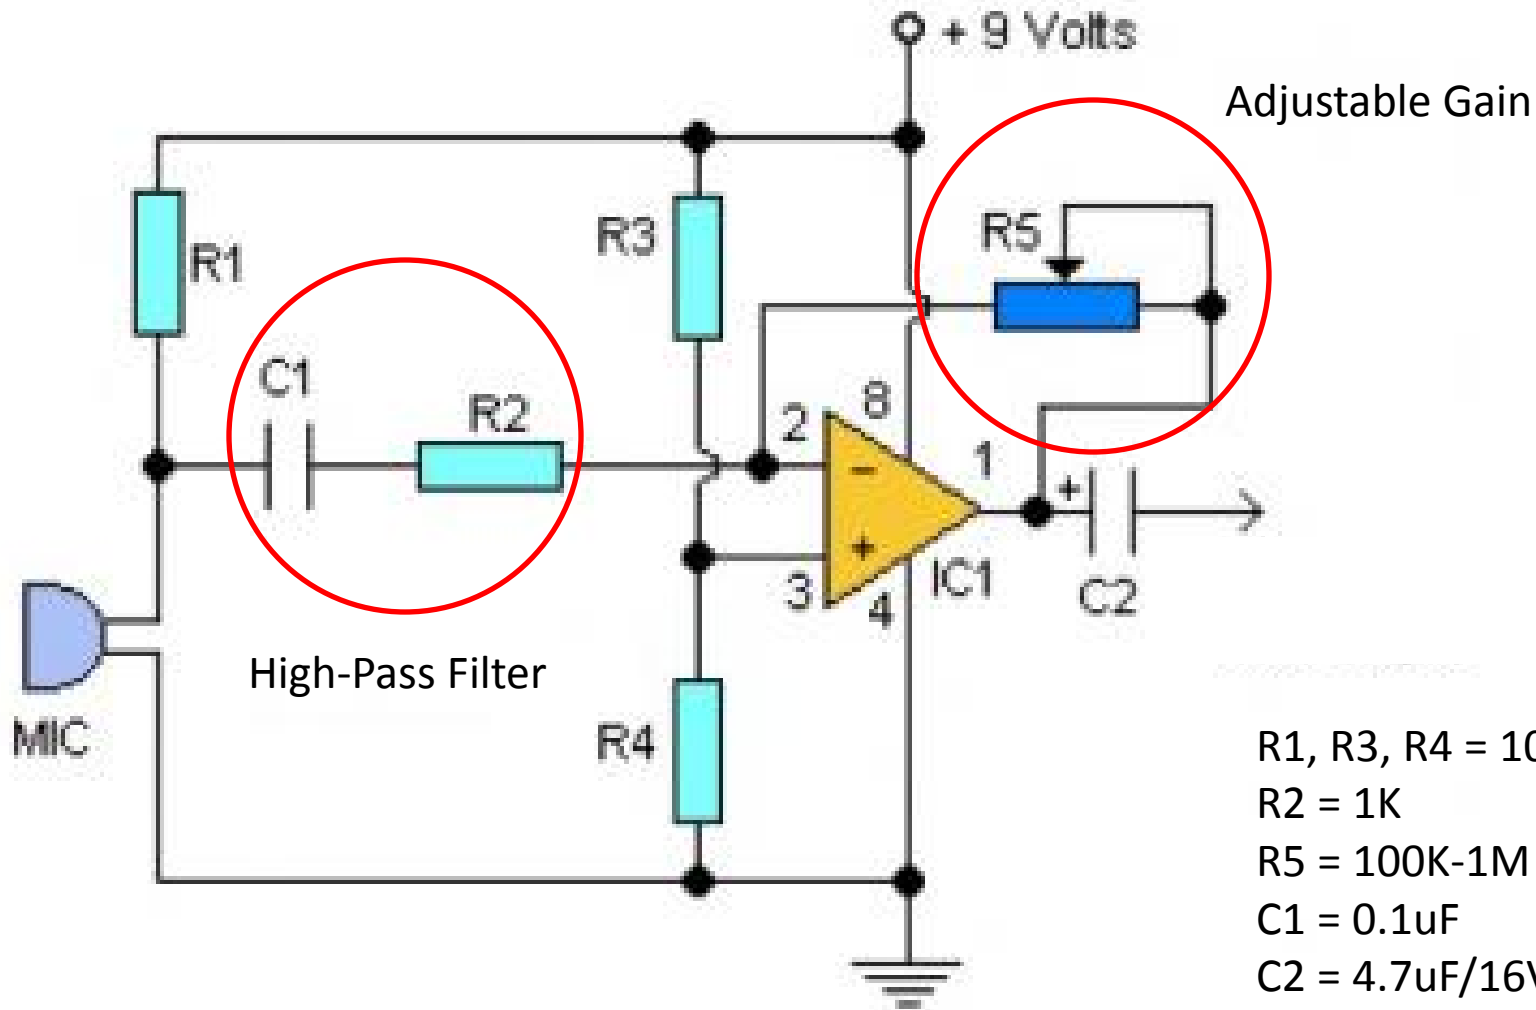 + 9 Volts
Adjustable Gain
R1
R3
R5
C1
R2
2
8
1
−
+
+
3
4
IC1
C2
High-Pass Filter
MIC
R4
R1, R3, R4 = 10
R2 = 1K
R5 = 100K-1M
C1 = 0.1uF
C2 = 4.7uF/16V